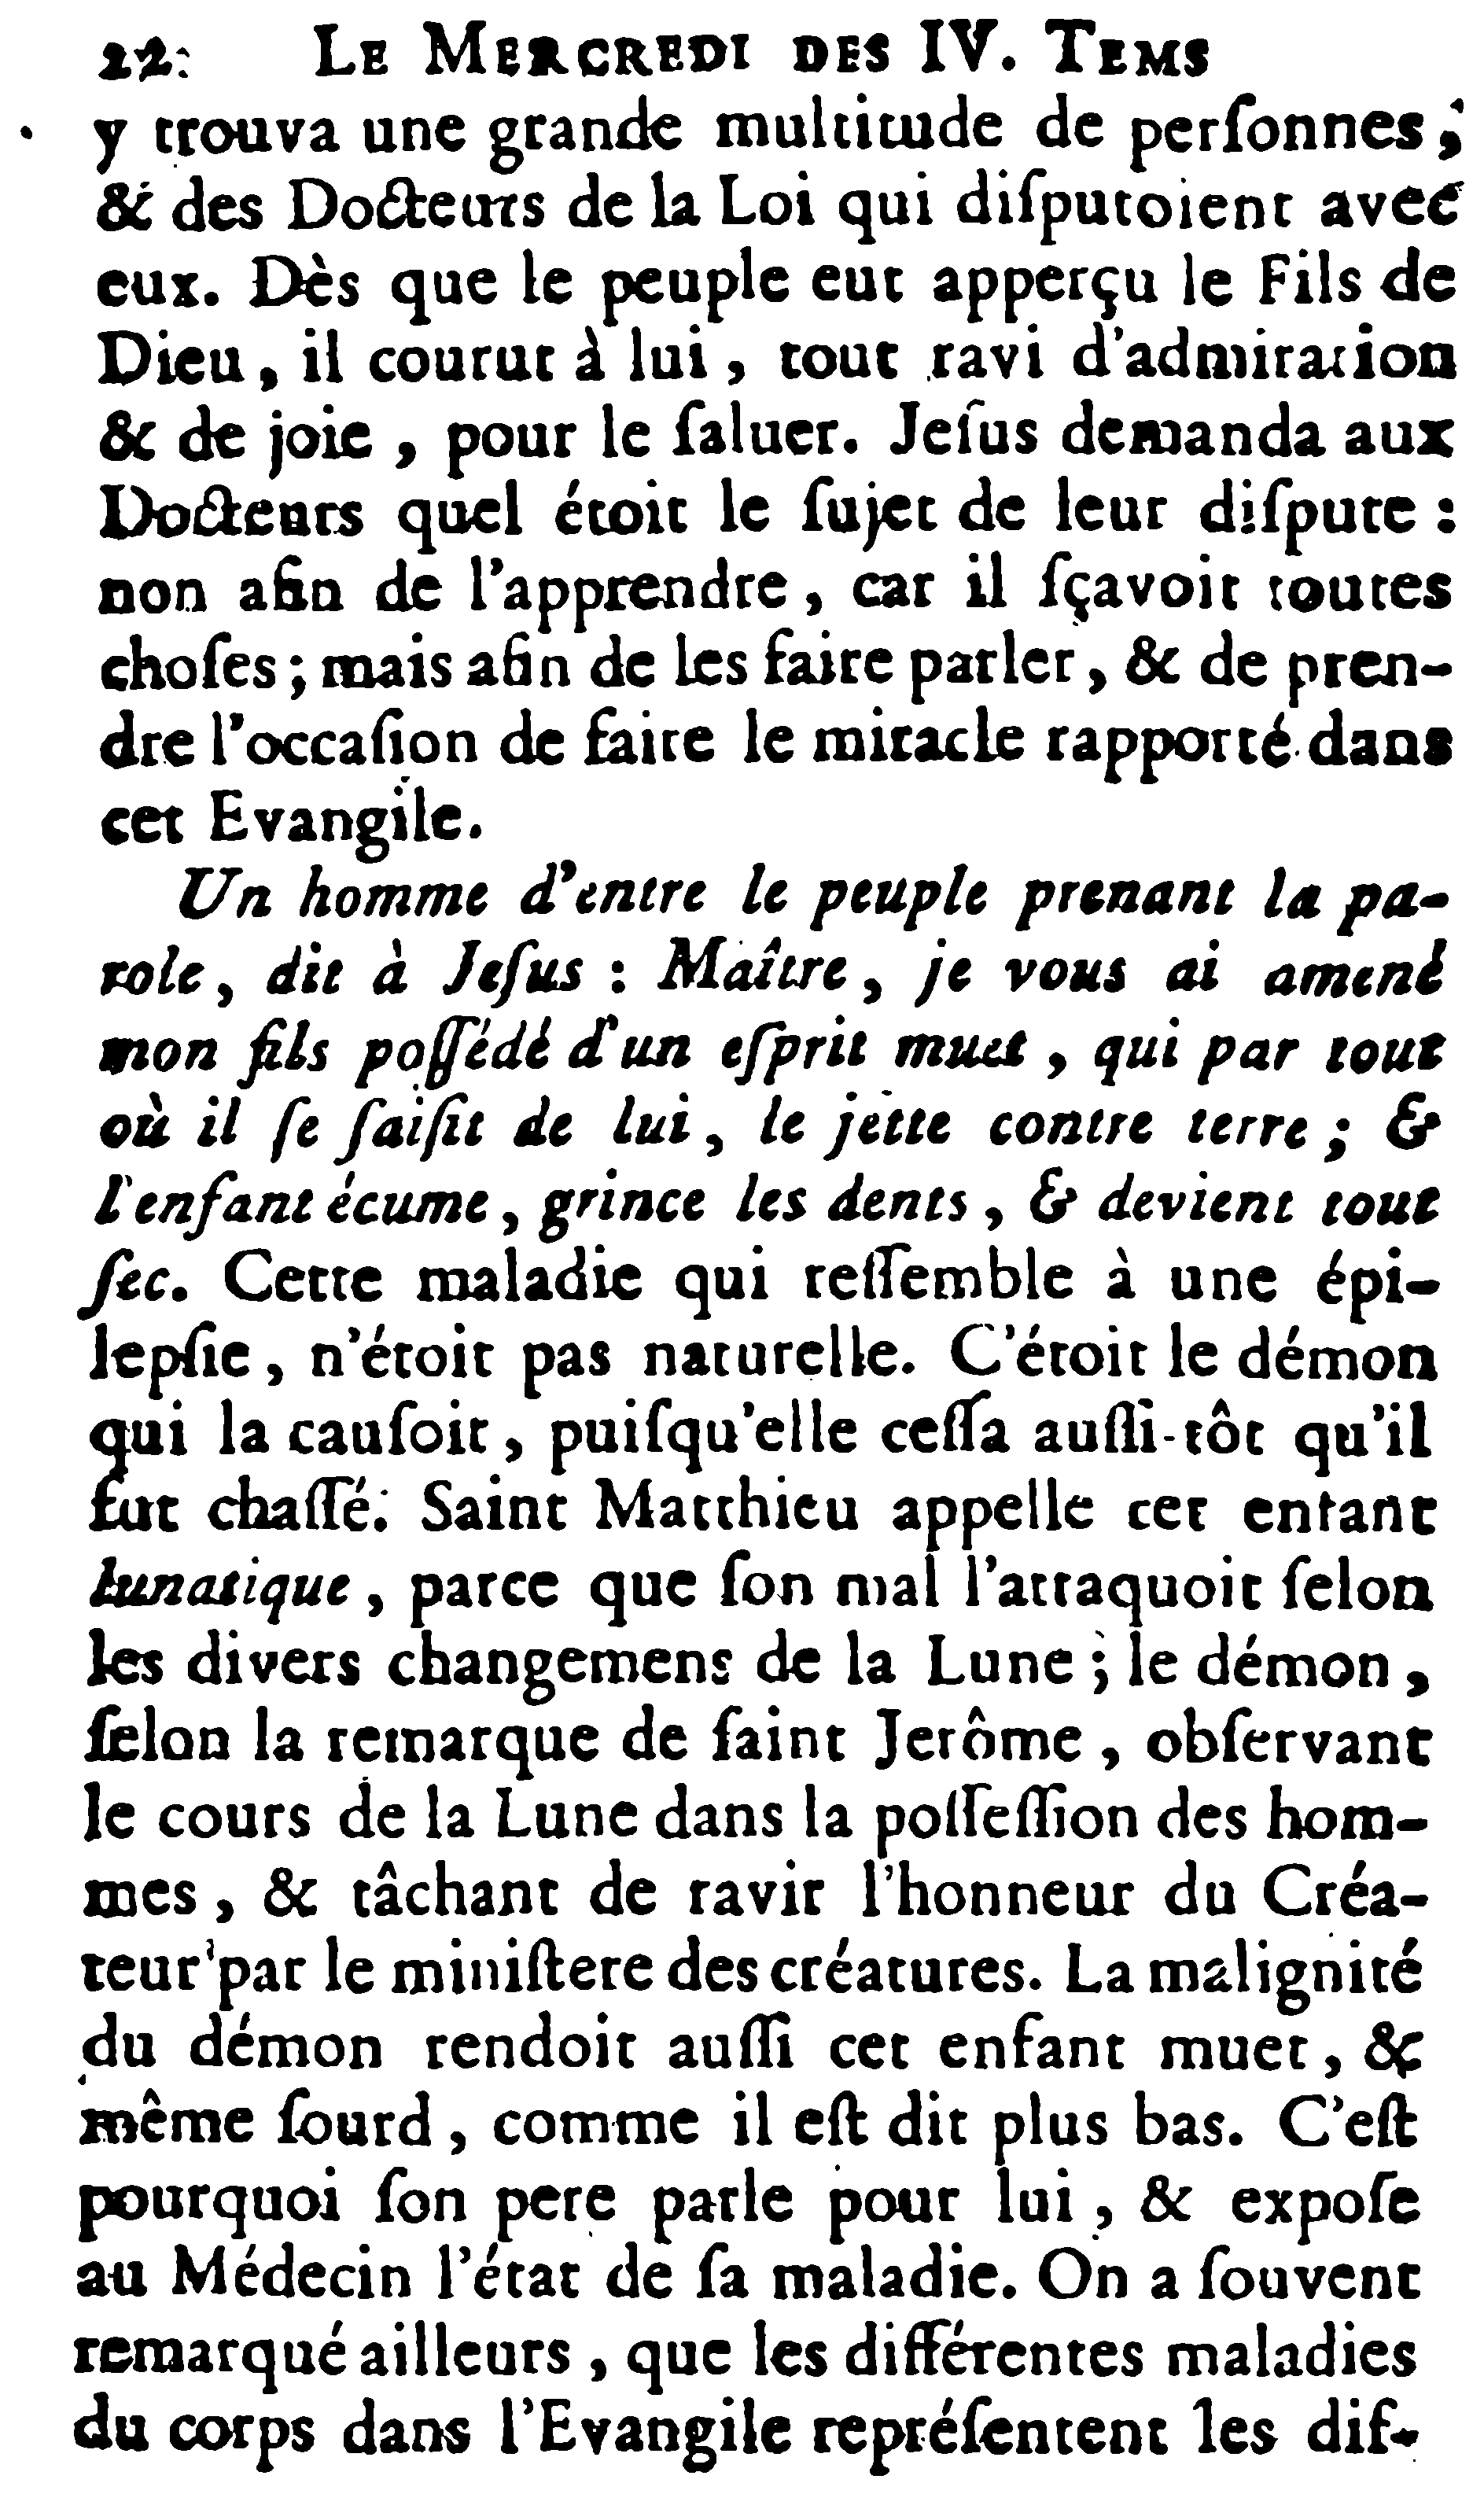 22. LE MERCREDI DES IV. TEMS
y trouva une grande multitude de perſonnes,
& des Docteurs de la Loi qui diſputoient avec
eux. Dès que le peuple eut apperçu le Fils de
Dieu, il courut à lui, tout ravi d'admiration
& de joie, pour le ſaluer. Jeſus demanda aux
Docteurs quel étoit le ſujet de leur diſpute :
non afin de l'apprendre, car il ſçavoit toutes
choſes ; mais afin de les faire parler, & de pren-
dre l'occaſion de faire le miracle rapporté dans
cet Evangile.
Un homme d'entre le peuple prenant la pa-
role, dit à Jeſus : Maître, je vous ai amené
mon fils poſſédé d'un eſprit muet, qui par tout
où il ſe ſaiſit de lui, le jette contre terre ; &
l'enfant écume, grince les dents, & devient tout
ſec. Cette maladie qui reſſemble à une épi-
lepſie, n'étoit pas naturelle. C'étoit le démon
qui la cauſoit, puiſqu'elle ceſſa auſſi-tôt qu'il
fut chaſſé. Saint Matthieu appelle cet enfant
lunatique, parce que ſon mal l'attaquoit ſelon
les divers changemens de la Lune ; le démon,
ſelon la remarque de ſaint Jerôme, obſervant
le cours de la Lune dans la poſſeſſion des hom-
mes, & tâchant de ravir l'honneur du Créa-
teur par le miniſtere des créatures. La malignité
du démon rendoit auſſi cet enfant muet, &
même ſourd, comme il eſt dit plus bas. C'eſt
pourquoi ſon pere parle pour lui, & expoſe
au Médecin l'état de ſa maladie. On a ſouvent
remarqué ailleurs, que les différentes maladies
du corps dans l'Evangile repréſentent les dif-